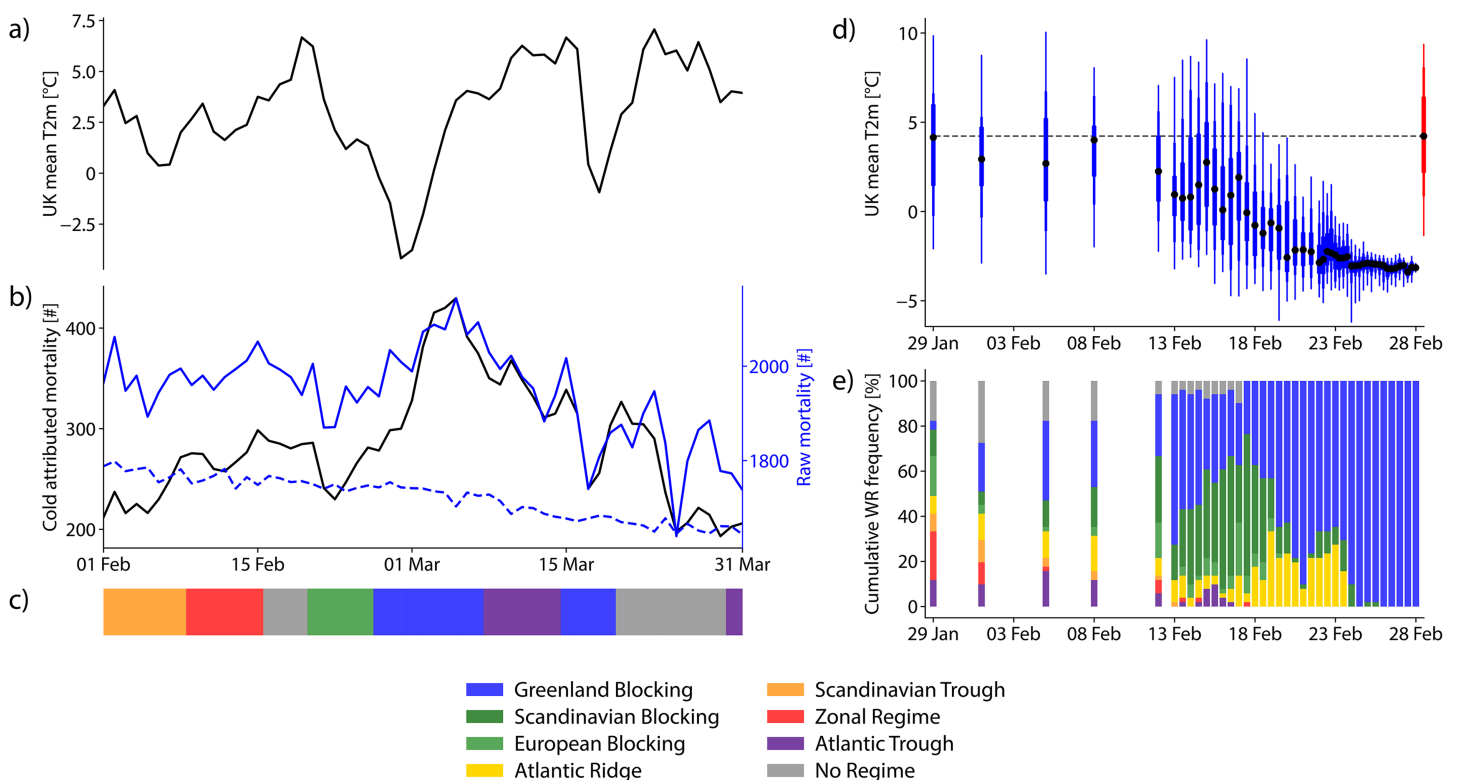 a)
UK mean T2m [°C]
7.5
5.0
2.5
0
−2.5
b)
Cold attributed mortality [#]
400
300
200
Raw mortality [#]
2000
1800
01 Feb 15 Feb 01 Mar 15 Mar 31 Mar
c)
d)
UK mean T2m [°C]
10
5
0
−5
29 Jan 03 Feb 08 Feb 13 Feb 18 Feb 23 Feb 28 Feb
e)
Cumulative WR frequency [%]
100
80
60
40
20
0
29 Jan 03 Feb 08 Feb 13 Feb 18 Feb 23 Feb 28 Feb
Greenland Blocking
Scandinavian Blocking
European Blocking
Atlantic Ridge
Scandinavian Trough
Zonal Regime
Atlantic Trough
No Regime